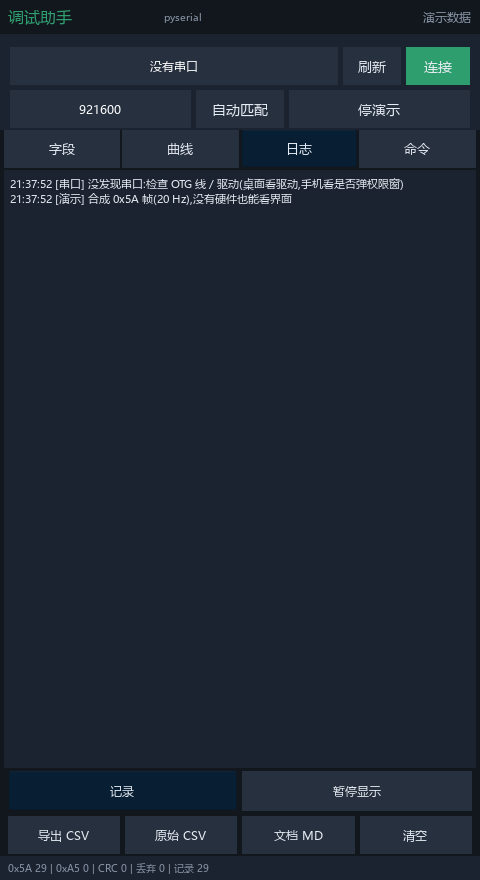 调试助手 pyserial 演示数据
没有串口 刷新 连接
921600 自动匹配 停演示
字段 曲线 日志 命令
21:37:52 [串口] 没发现串口:检查 OTG 线 / 驱动(桌面看驱动,手机看是否弹权限窗)
21:37:52 [演示] 合成 0x5A 帧(20 Hz),没有硬件也能看界面
记录 暂停显示
导出 CSV 原始 CSV 文档 MD 清空
0x5A 29 | 0xA5 0 | CRC 0 | 丢弃 0 | 记录 29